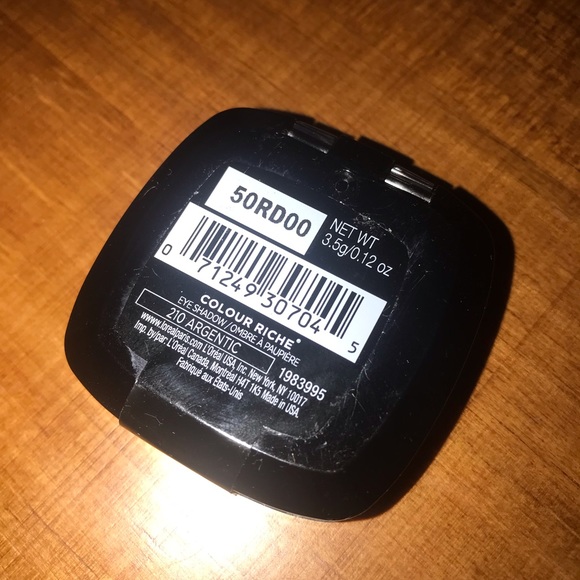 50RD00
NET WT
3.5g/0.12 oz
0 71249 30704 5
COLOUR RICHE®
EYE SHADOW / OMBRE À PAUPIÈRE
210 ARGENTIC
1983995
www.lorealparis.com L'Oréal USA, Inc. New York, NY 10017
Imp. by/par: L'Oréal Canada, Montréal H4T 1K5 Made in USA.
Fabriqué aux États-Unis